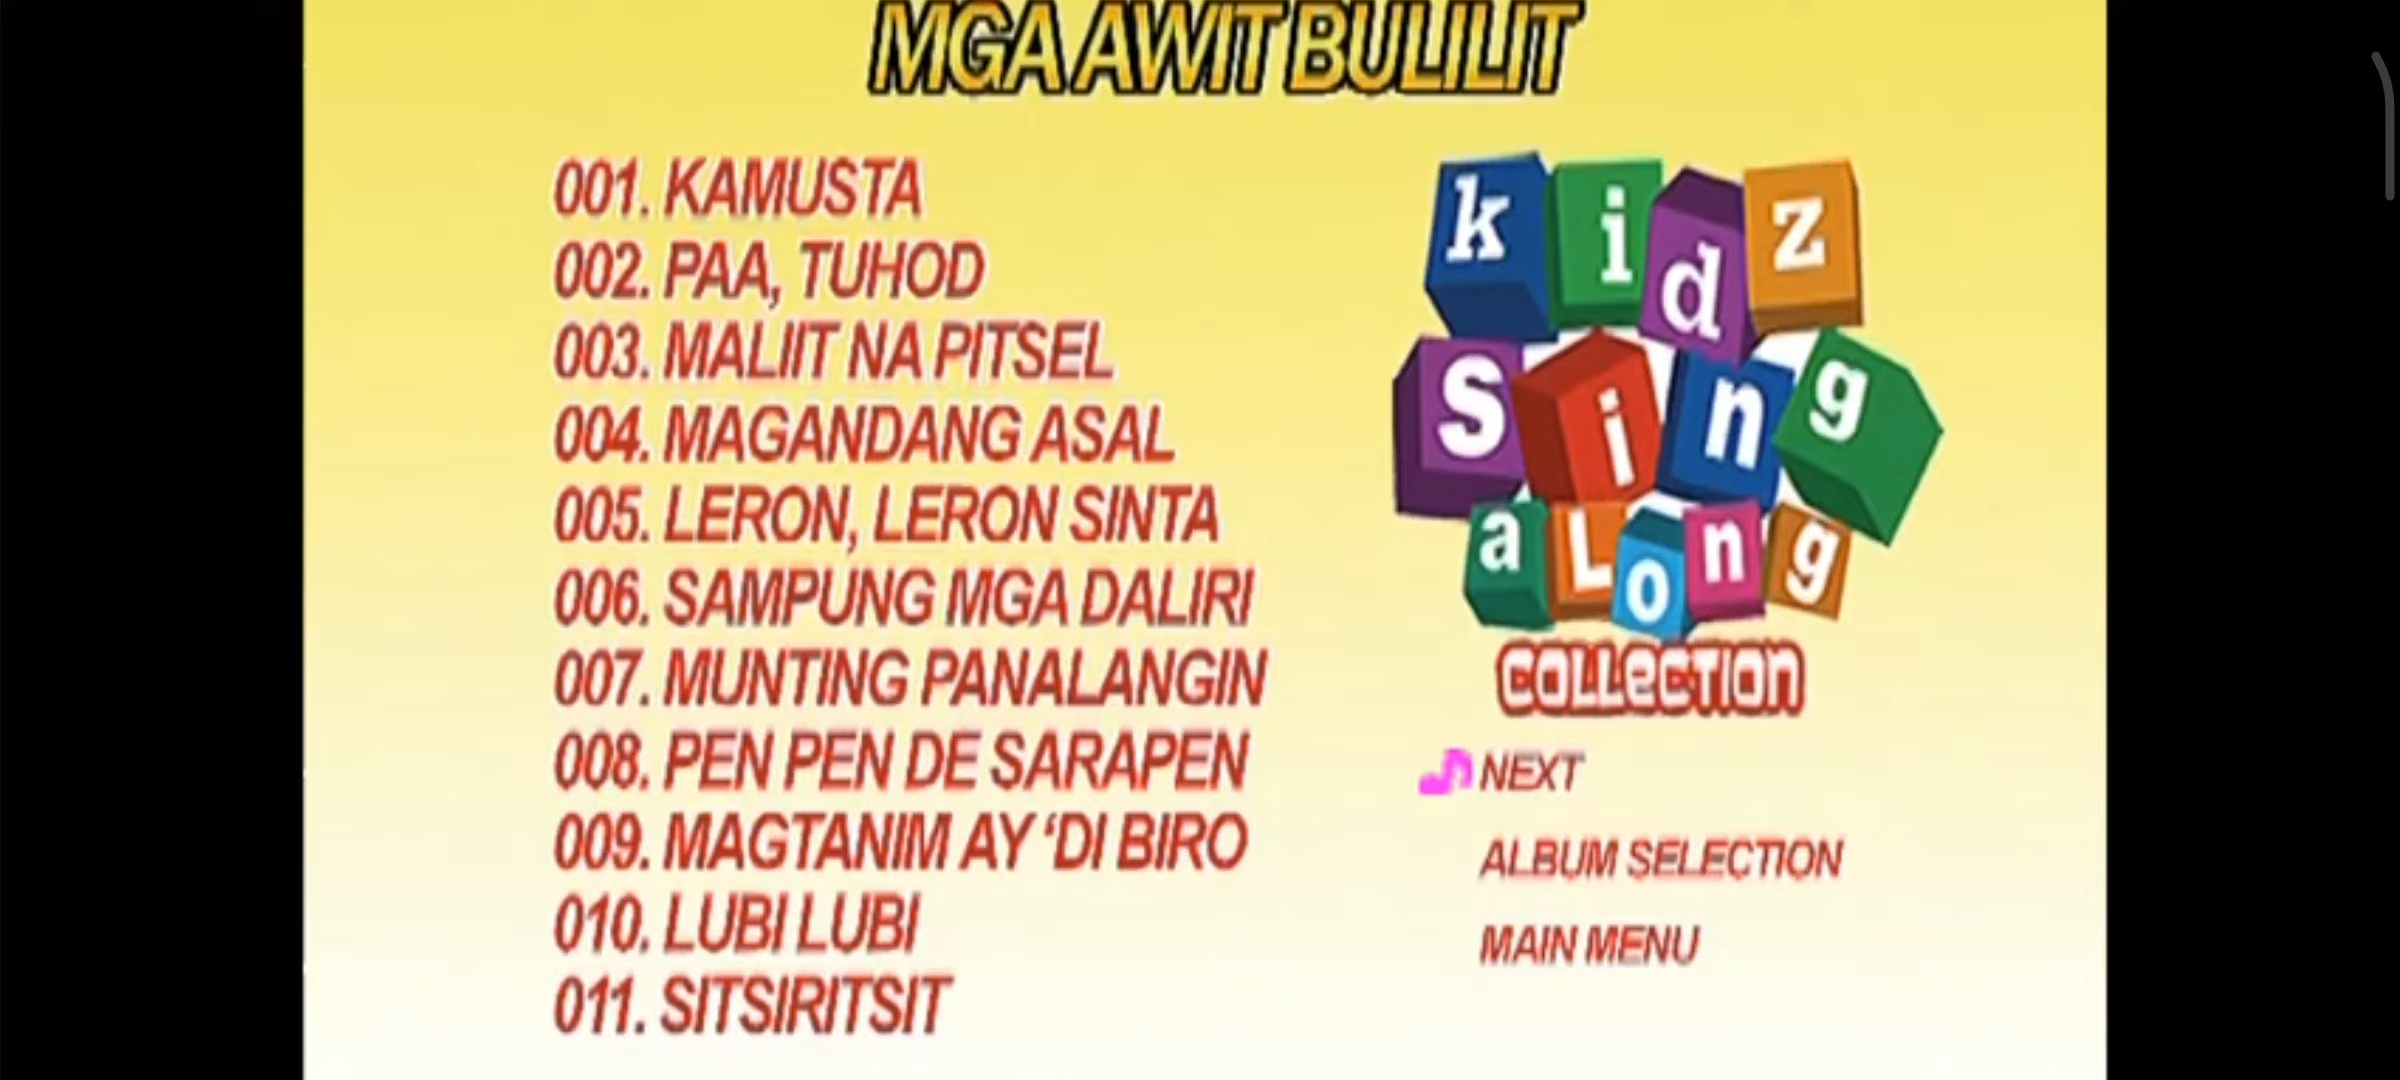 MGA AWIT BULILIT
001. KAMUSTA
002. PAA, TUHOD
003. MALIIT NA PITSEL
004. MAGANDANG ASAL
005. LERON, LERON SINTA
006. SAMPUNG MGA DALIRI
007. MUNTING PANALANGIN
008. PEN PEN DE SARAPEN
009. MAGTANIM AY ‘DI BIRO
010. LUBI LUBI
011. SITSIRITSIT
kidz
Sing
aLong
COLLeCTION
NEXT
ALBUM SELECTION
MAIN MENU